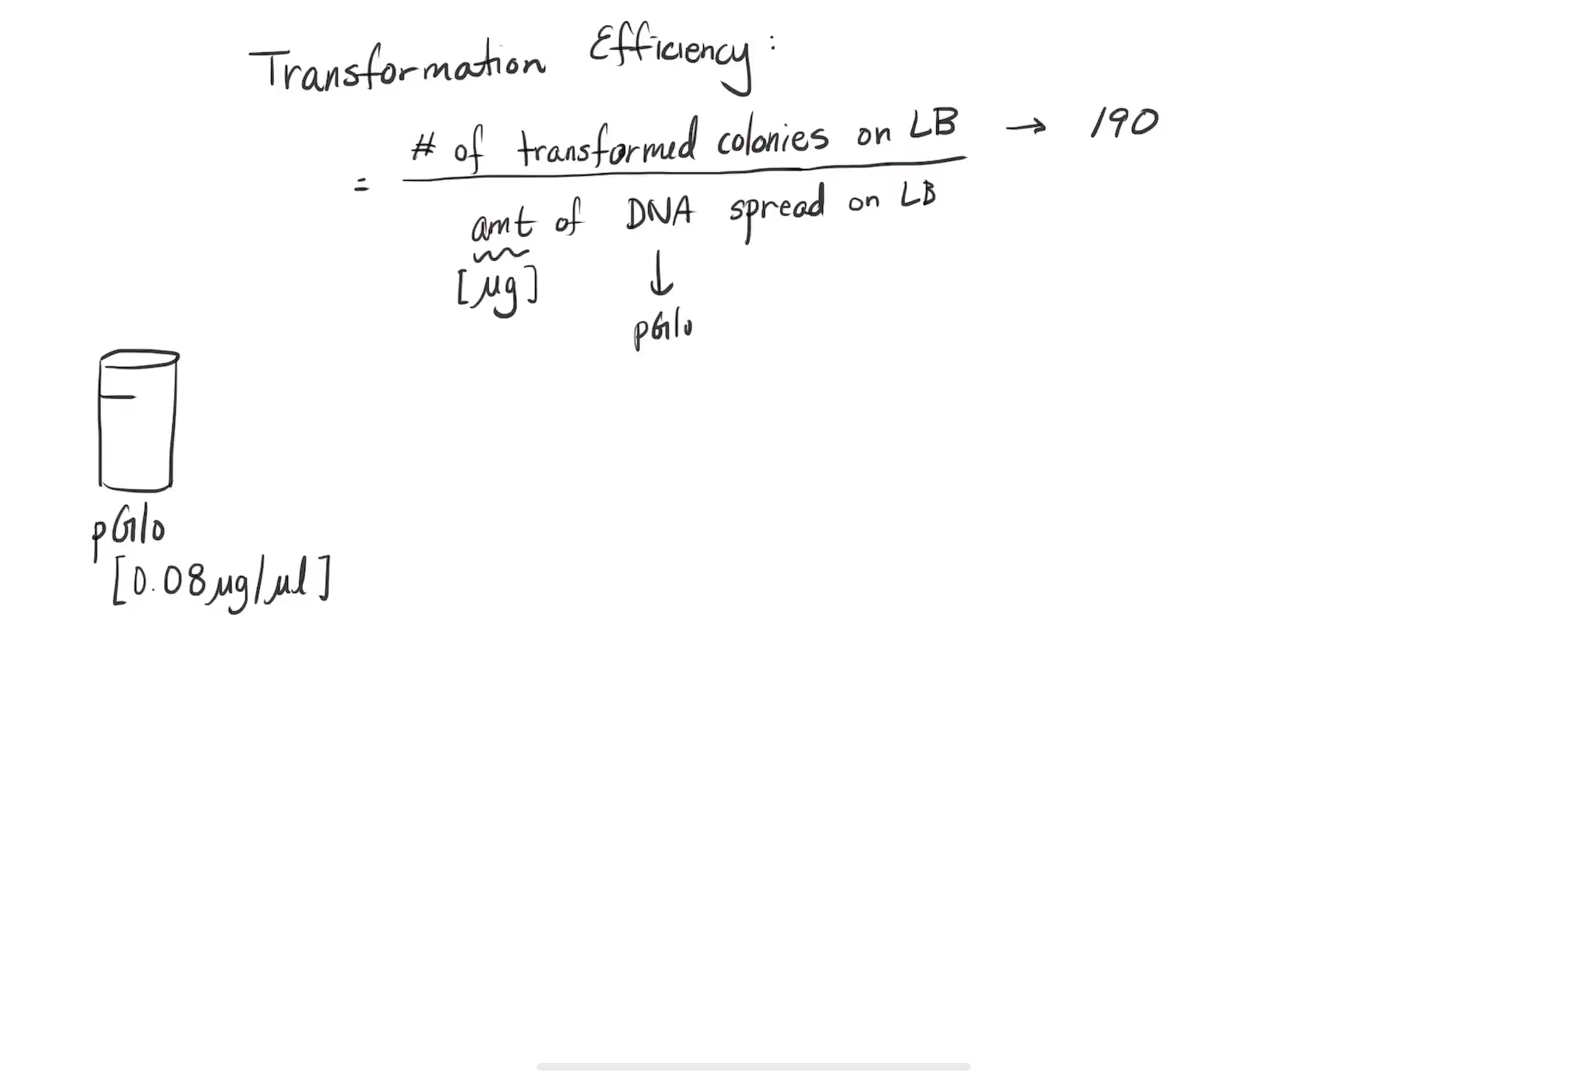 Transformation Efficiency:
# of transformed colonies on LB → 190
=
amt of DNA spread on LB
[μg] ↓
pGlo
pGlo
[0.08μg/μl]